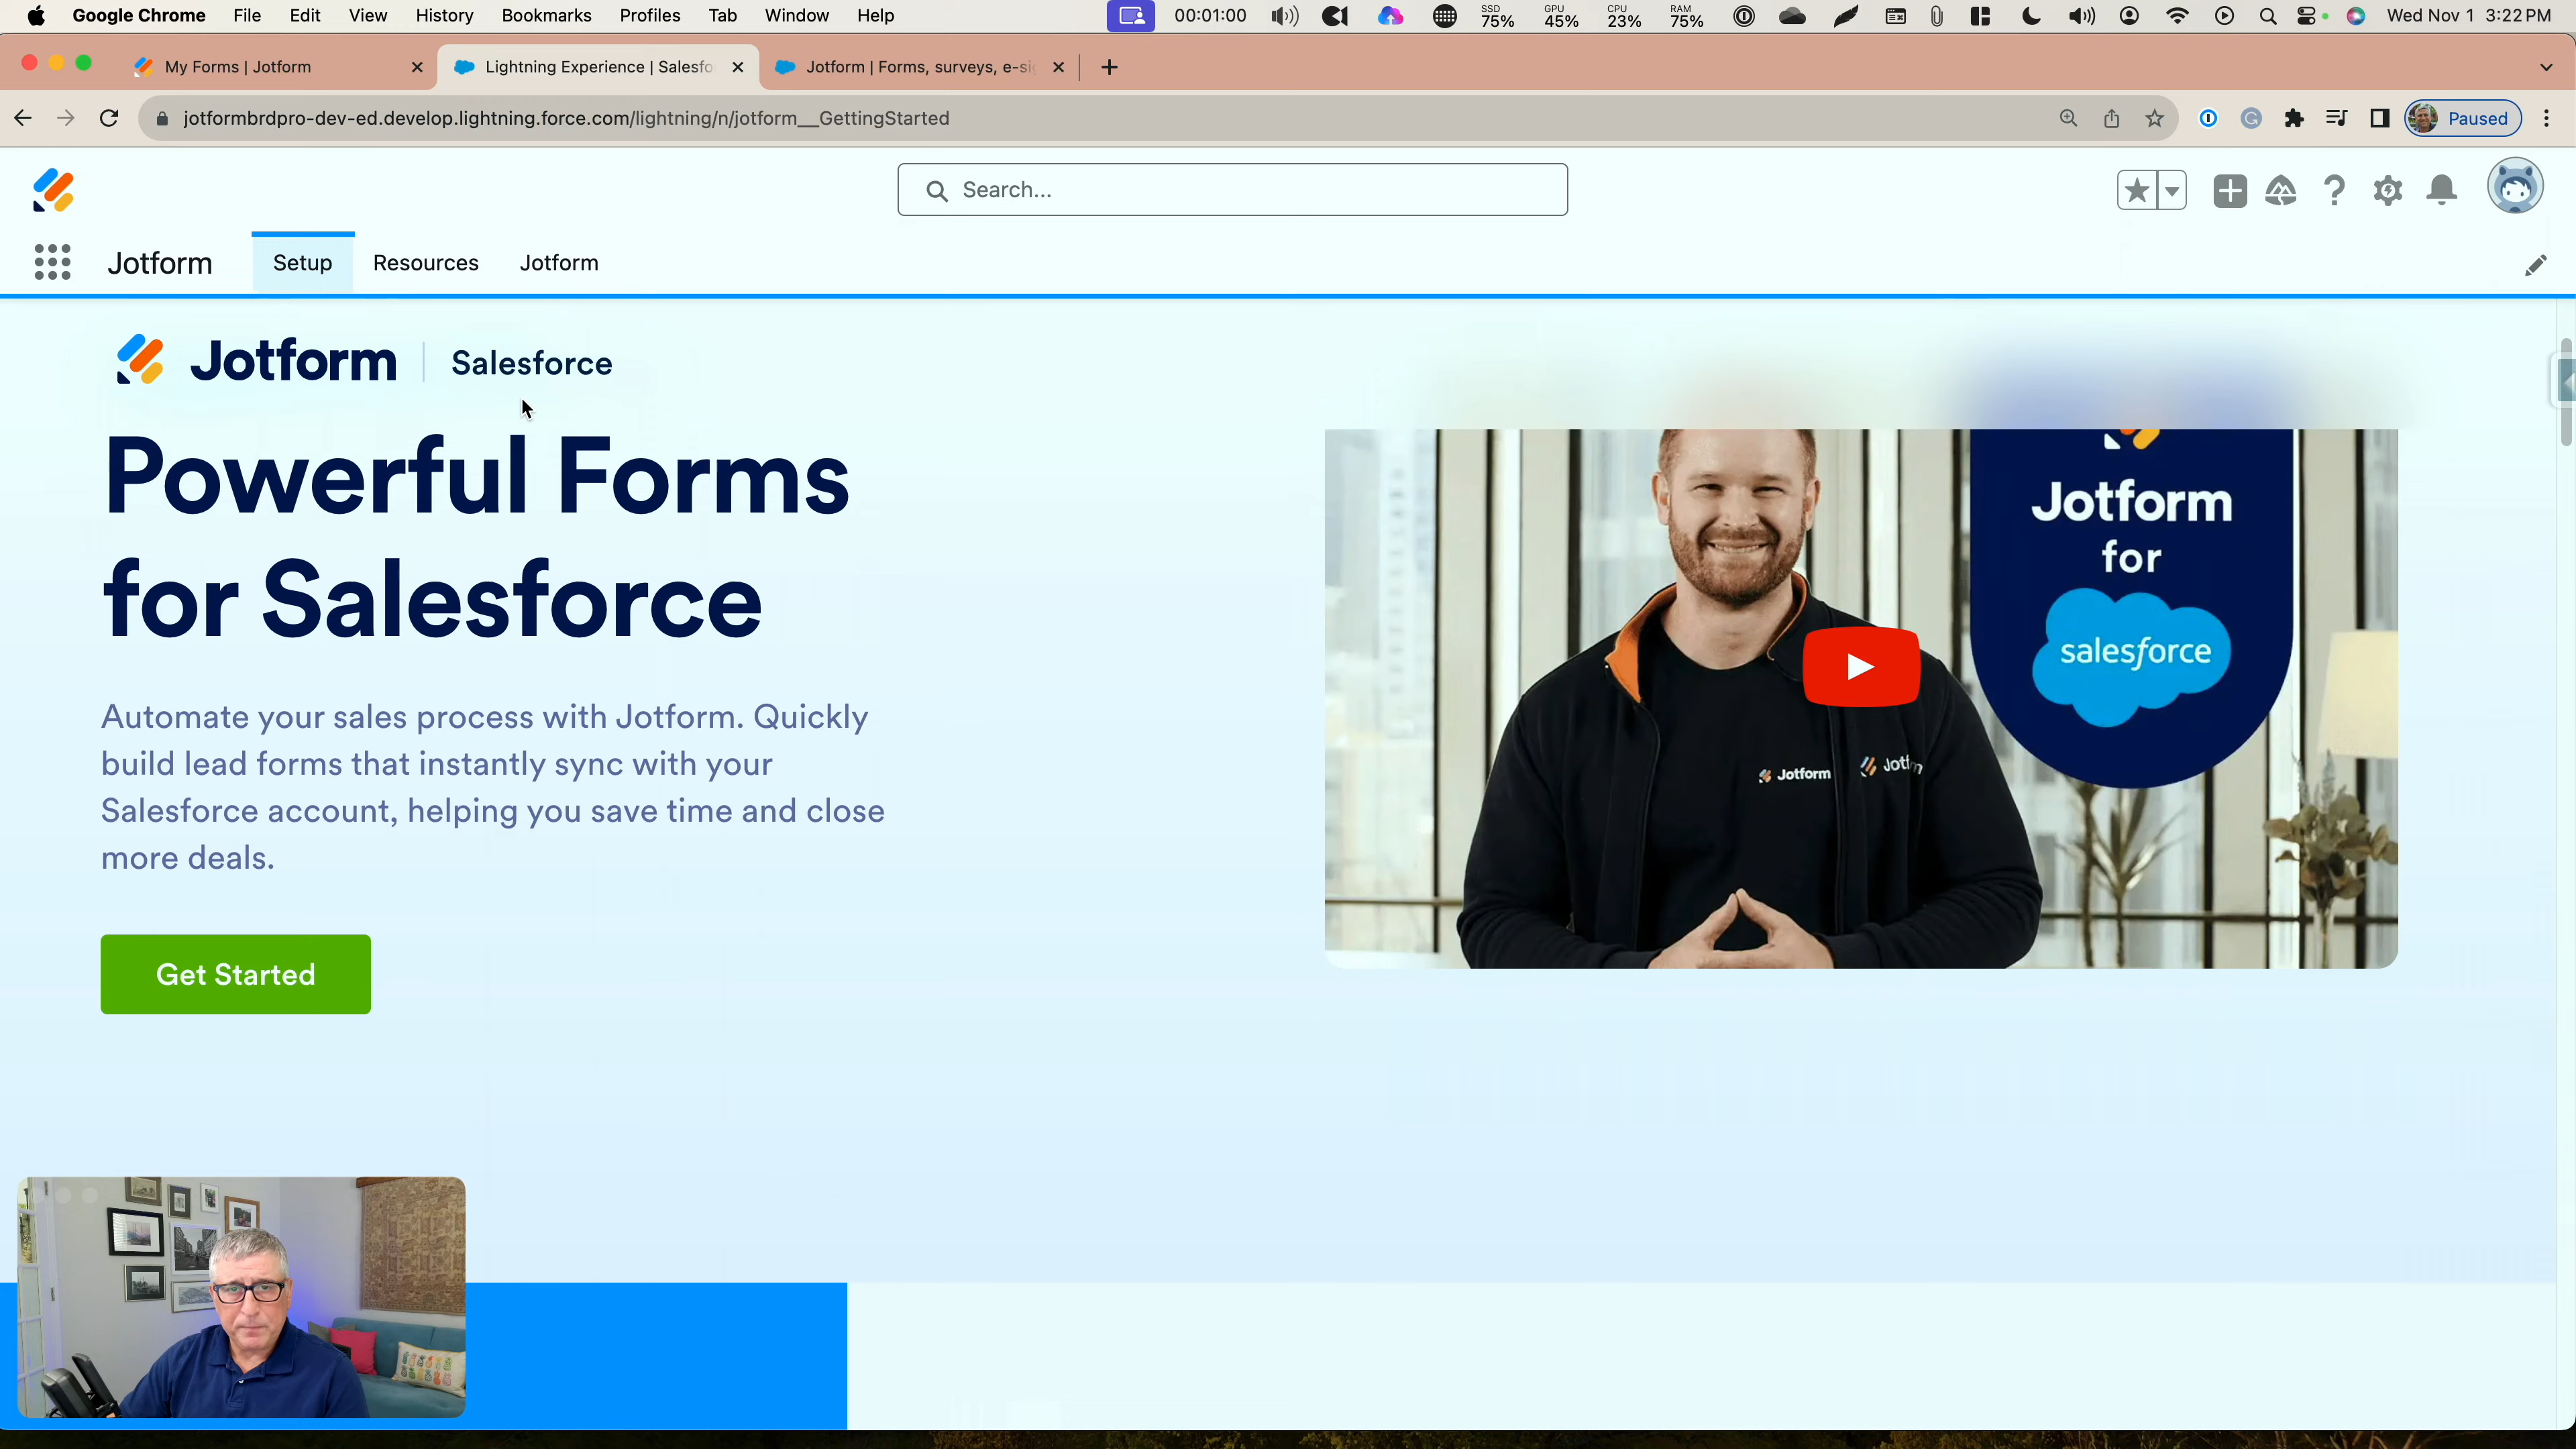 Google Chrome File Edit View History Bookmarks Profiles Tab Window Help 00:01:00 SSD 75% GPU 45% CPU 23% RAM 75% Wed Nov 1 3:22 PM
My Forms | Jotform
Lightning Experience | Salesfo
Jotform | Forms, surveys, e-si
jotformbrdpro-dev-ed.develop.lightning.force.com/lightning/n/jotform__GettingStarted
Paused
Search...
Jotform Setup Resources Jotform
Jotform | Salesforce
Powerful Forms
for Salesforce
Automate your sales process with Jotform. Quickly
build lead forms that instantly sync with your
Salesforce account, helping you save time and close
more deals.
Get Started
Jotform
for
salesforce
Jotform